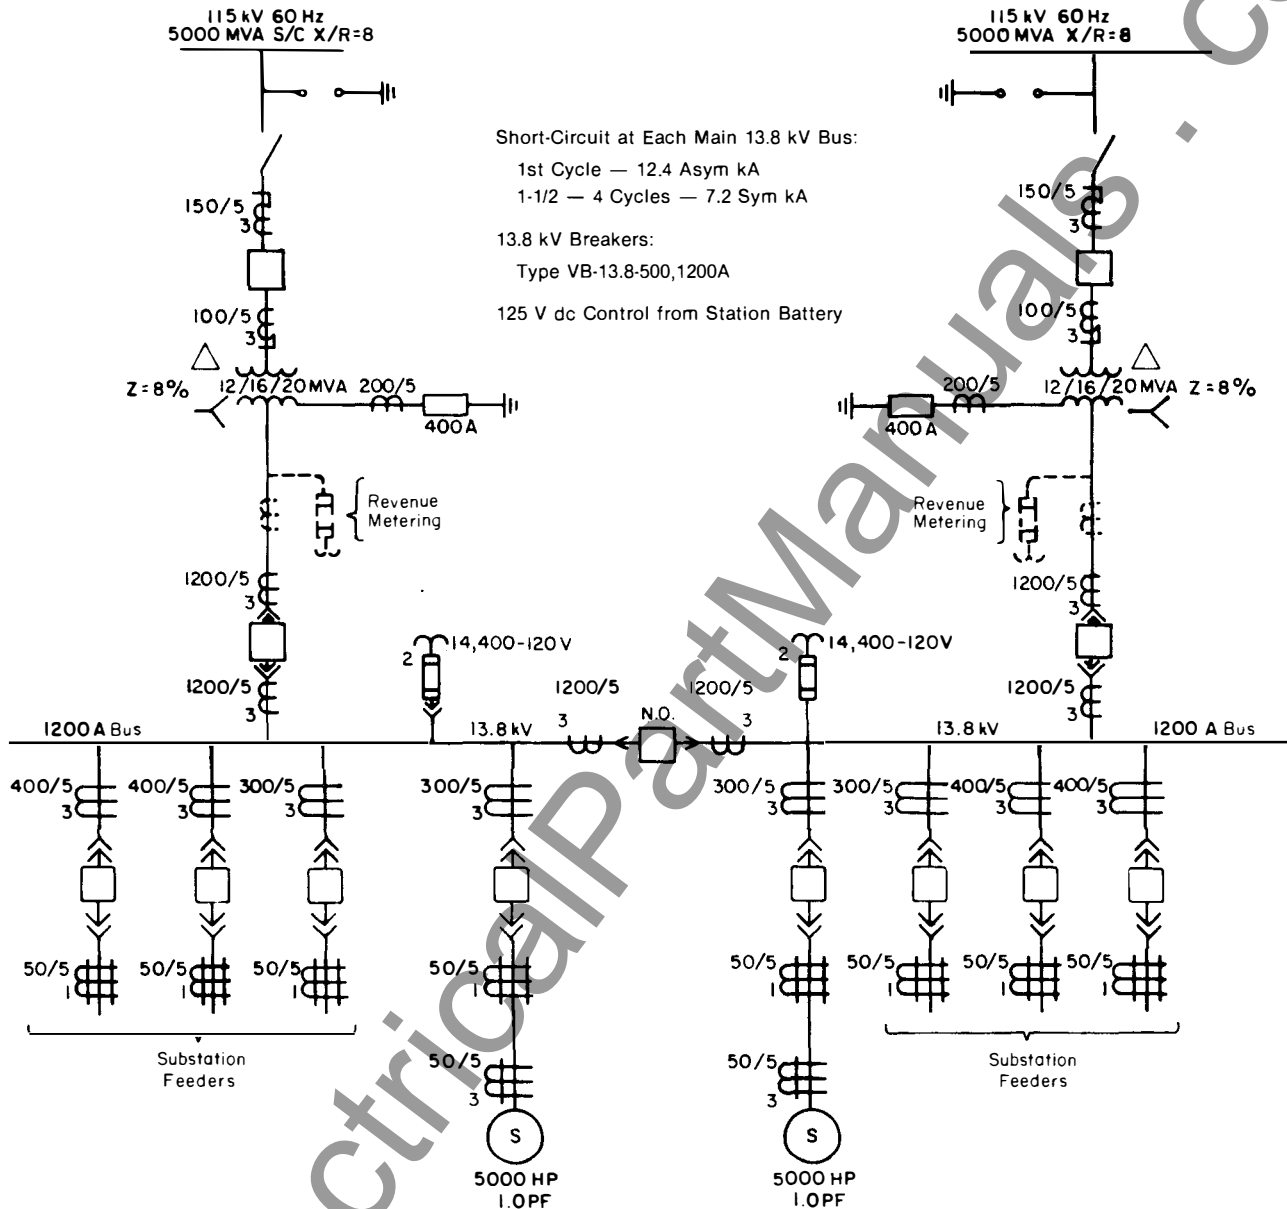 115 kV 60 Hz
5000 MVA S/C X/R=8
115 kV 60 Hz
5000 MVA X/R=8
Short-Circuit at Each Main 13.8 kV Bus:
1st Cycle — 12.4 Asym kA
1-1/2 — 4 Cycles — 7.2 Sym kA
13.8 kV Breakers:
Type VB-13.8-500,1200A
125 V dc Control from Station Battery
150/5
3
150/5
3
100/5
3
100/5
3
Z=8%
12/16/20 MVA
200/5
400A
200/5
12/16/20 MVA
Z=8%
400A
Revenue
Metering
Revenue
Metering
1200/5
3
1200/5
3
2
14,400-120V
2
14,400-120V
1200/5
3
1200/5
3
1200/5
3
N.O.
1200/5
3
1200 A Bus
13.8 kV
13.8 kV
1200 A Bus
400/5
3
400/5
3
300/5
3
300/5
3
300/5
3
300/5
3
400/5
3
400/5
3
50/5
1
50/5
1
50/5
1
50/5
1
50/5
1
50/5
1
50/5
1
50/5
1
Substation
Feeders
Substation
Feeders
50/5
3
50/5
3
S
S
5000 HP
1.0PF
5000 HP
1.0PF
ctricalPartManuals . co